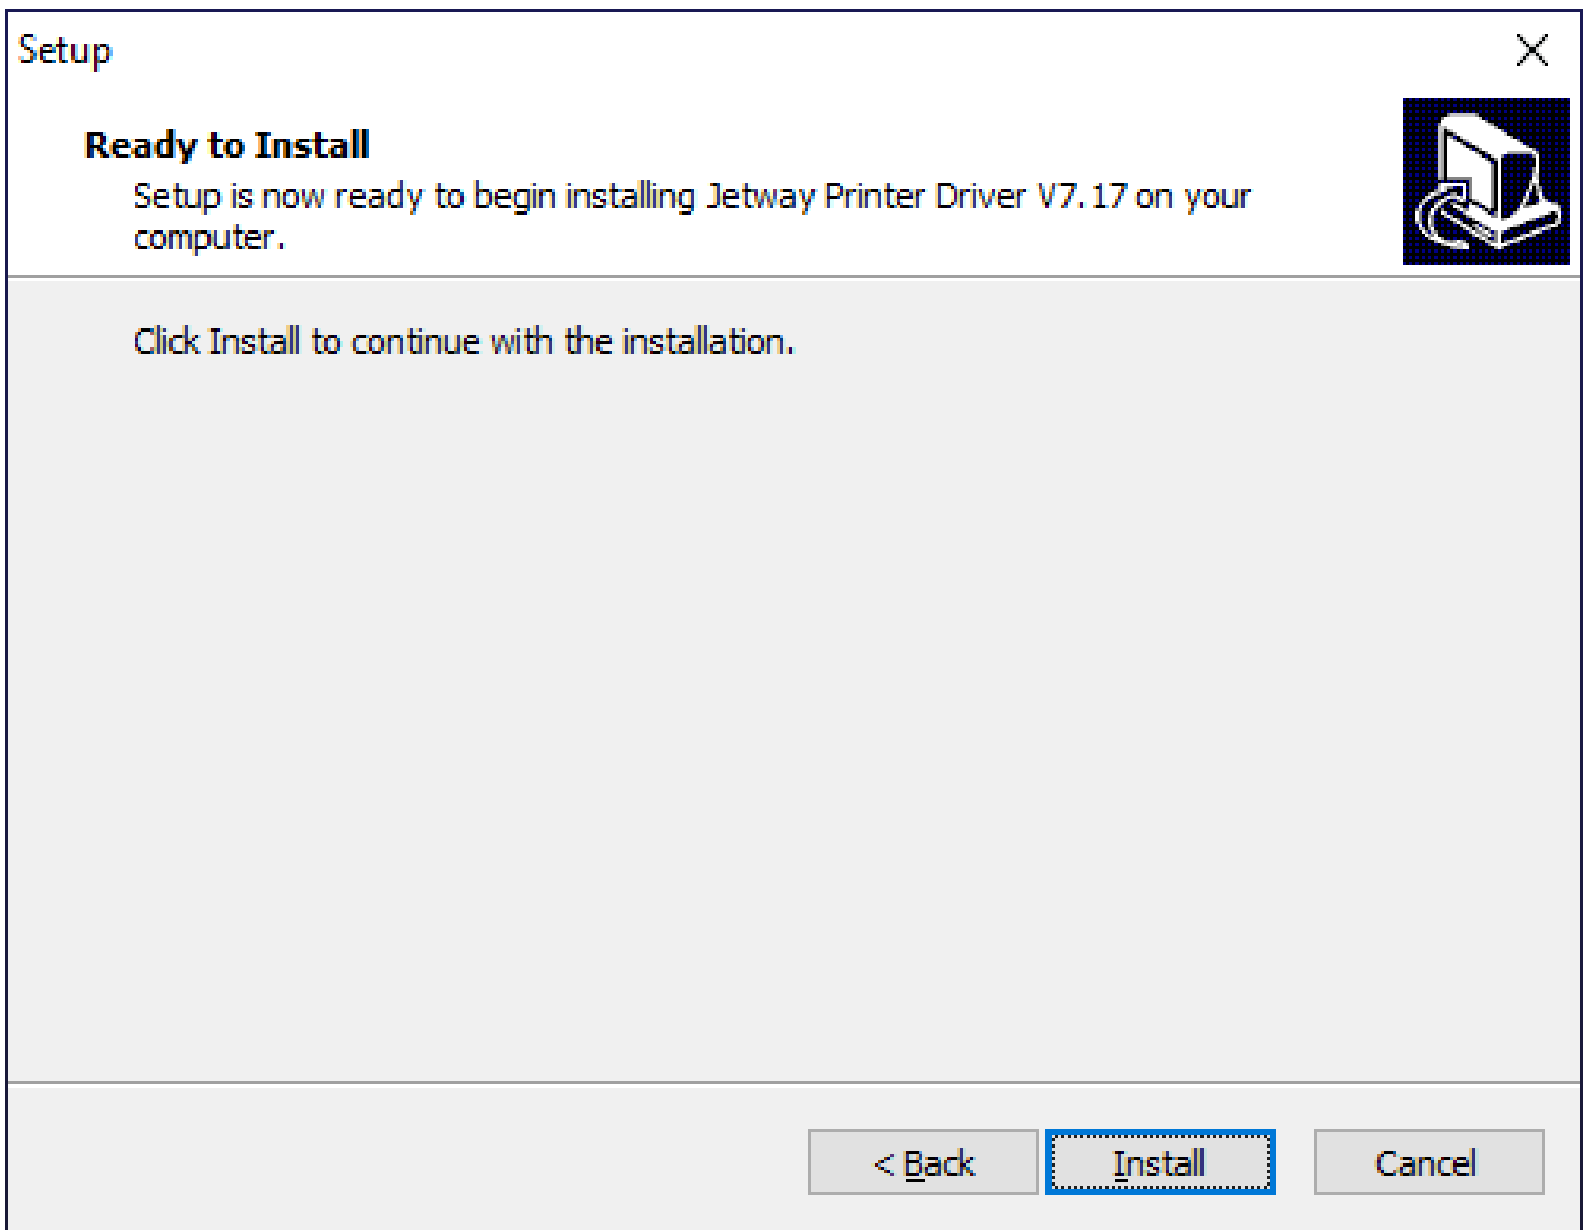 Setup
Ready to Install
Setup is now ready to begin installing Jetway Printer Driver V7.17 on your
computer.
Click Install to continue with the installation.
< Back
Install
Cancel